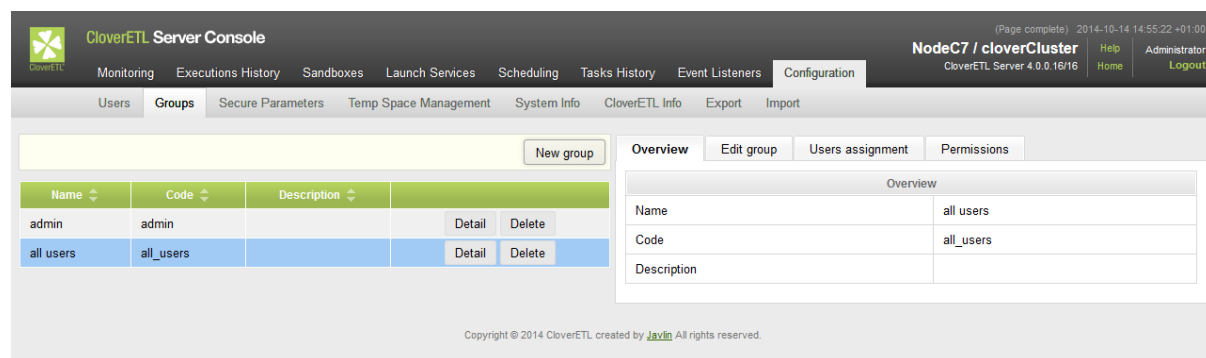 (Page complete) 2014-10-14 14:55:22 +01:00
CloverETL Server Console
NodeC7 / cloverCluster Help Administrator
CloverETL Server 4.0.0.16/16 Home Logout
CloverETL
Monitoring Executions History Sandboxes Launch Services Scheduling Tasks History Event Listeners Configuration
Users Groups Secure Parameters Temp Space Management System Info CloverETL Info Export Import
New group
Name Code Description
admin admin Detail Delete
all users all_users Detail Delete
Overview Edit group Users assignment Permissions
Overview
Name all users
Code all_users
Description
Copyright © 2014 CloverETL created by Javlin All rights reserved.